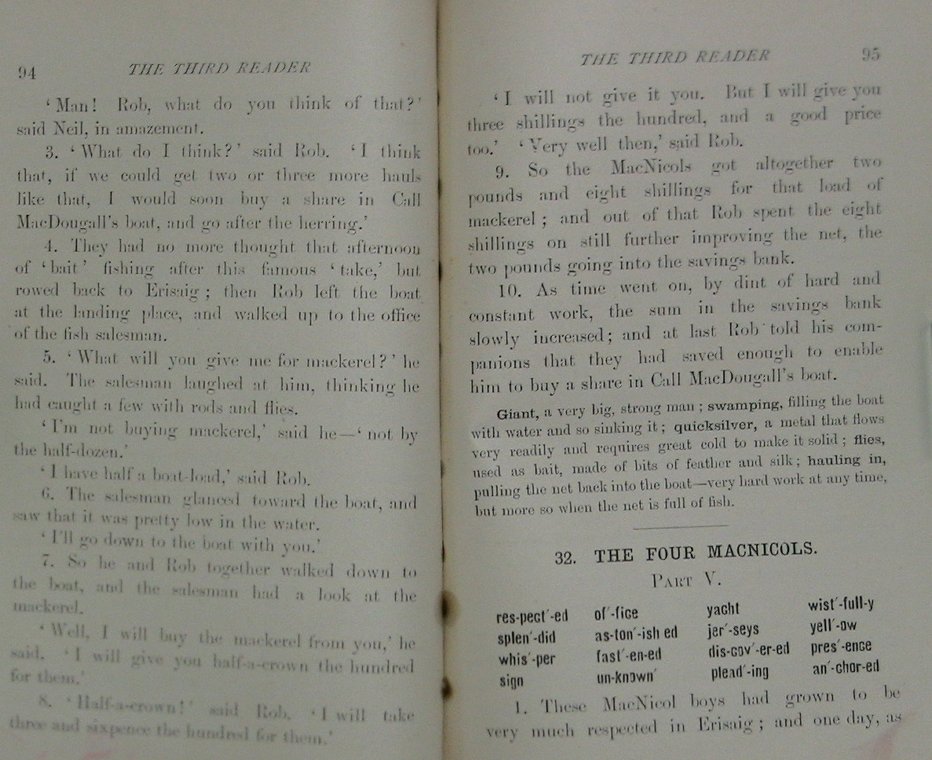 94 THE THIRD READER
‘Man! Rob, what do you think of that?’
said Neil, in amazement.
3. ‘What do I think?’ said Rob. ‘I think
that, if we could get two or three more hauls
like that, I would soon buy a share in Call
MacDougall's boat, and go after the herring.’
4. They had no more thought that afternoon
of ‘bait’ fishing after this famous ‘take,’ but
rowed back to Erisaig; then Rob left the boat
at the landing place, and walked up to the office
of the fish salesman.
5. ‘What will you give me for mackerel?’ he
said. The salesman laughed at him, thinking he
had caught a few with rods and flies.
‘I'm not buying mackerel,’ said he—‘not by
the half-dozen.’
‘I have half a boat-load,’ said Rob.
6. The salesman glanced toward the boat, and
saw that it was pretty low in the water.
‘I'll go down to the boat with you.’
7. So he and Rob together walked down to
the boat, and the salesman had a look at the
mackerel.
‘Well, I will buy the mackerel from you,’ he
said. ‘I will give you half-a-crown the hundred
for them.’
8. ‘Half-a-crown!’ said Rob. ‘I will take
three and sixpence the hundred for them.’
THE THIRD READER 95
‘I will not give it you. But I will give you
three shillings the hundred, and a good price
too.’ ‘Very well then,’ said Rob.
9. So the MacNicols got altogether two
pounds and eight shillings for that load of
mackerel; and out of that Rob spent the eight
shillings on still further improving the net, the
two pounds going into the savings bank.
10. As time went on, by dint of hard and
constant work, the sum in the savings bank
slowly increased; and at last Rob told his com-
panions that they had saved enough to enable
him to buy a share in Call MacDougall's boat.
Giant, a very big, strong man; swamping, filling the boat
with water and so sinking it; quicksilver, a metal that flows
very readily and requires great cold to make it solid; flies,
used as bait, made of bits of feather and silk; hauling in,
pulling the net back into the boat—very hard work at any time,
but more so when the net is full of fish.
32. THE FOUR MACNICOLS.
PART V.
res-pect′-ed of′-fice yacht wist′-full-y
splen′-did as-ton′-ish ed jer′-seys yell′-ow
whis′-per fast′-en-ed dis-cov′-er-ed pres′-ence
sign un-known′ plead′-ing an′-chor-ed
1. These MacNicol boys had grown to be
very much respected in Erisaig; and one day, as